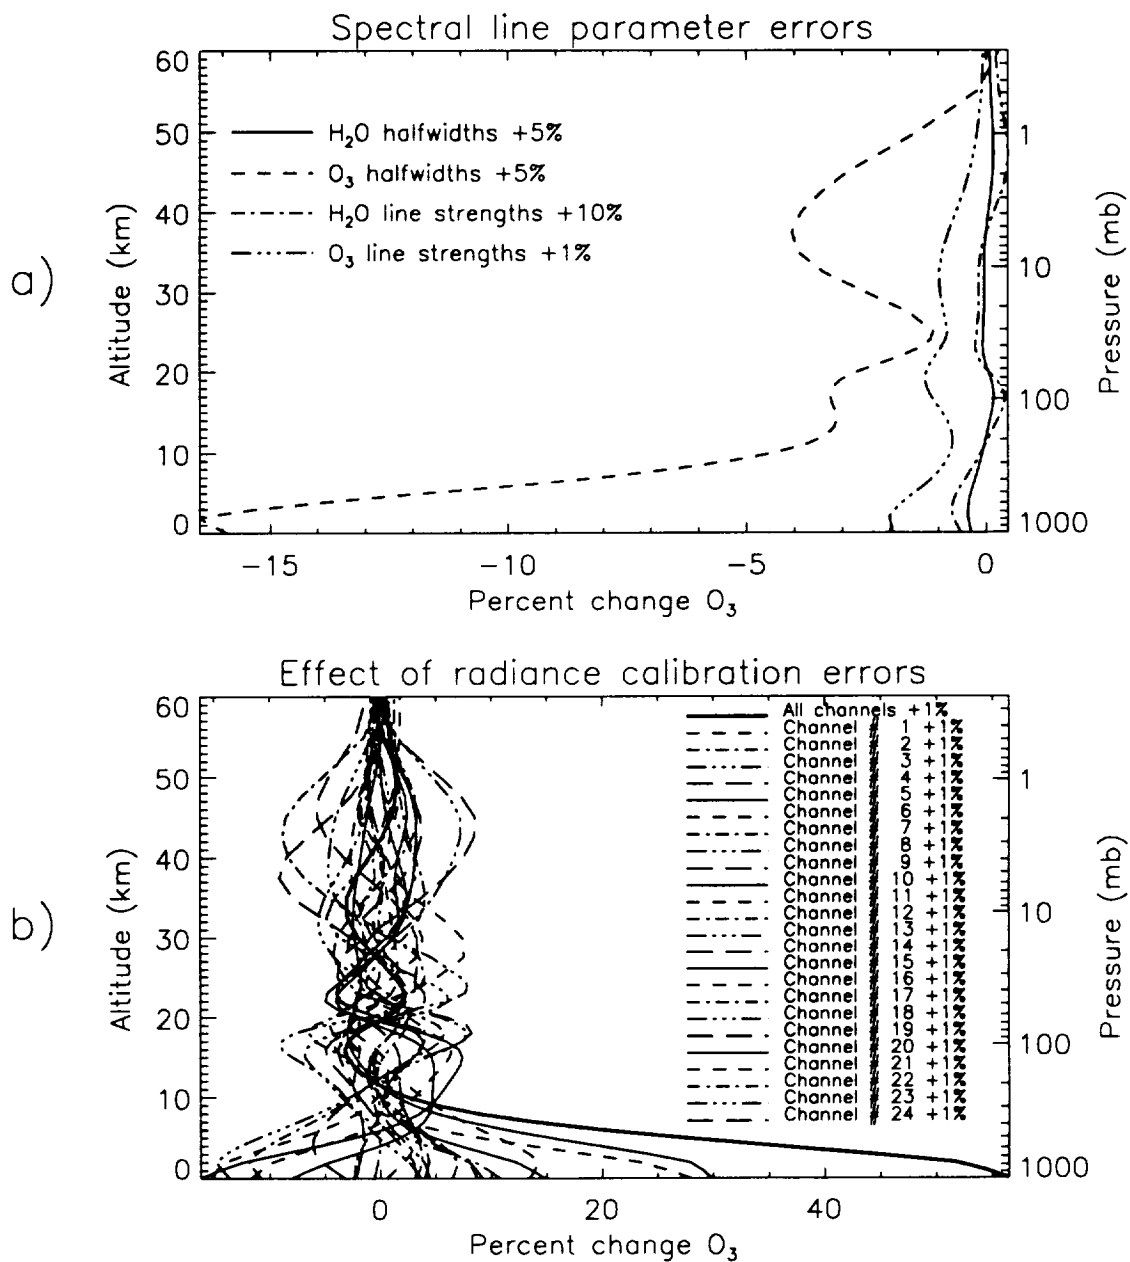 Spectral line parameter errors
a)
Altitude (km)
60
50
40
30
20
10
0
H₂O halfwidths +5%
O₃ halfwidths +5%
H₂O line strengths +10%
O₃ line strengths +1%
1
10
100
1000
Pressure (mb)
-15
-10
-5
0
Percent change O₃
Effect of radiance calibration errors
b)
Altitude (km)
60
50
40
30
20
10
0
All channels +1%
Channel # 1 +1%
Channel # 2 +1%
Channel # 3 +1%
Channel # 4 +1%
Channel # 5 +1%
Channel # 6 +1%
Channel # 7 +1%
Channel # 8 +1%
Channel # 9 +1%
Channel # 10 +1%
Channel # 11 +1%
Channel # 12 +1%
Channel # 13 +1%
Channel # 14 +1%
Channel # 15 +1%
Channel # 16 +1%
Channel # 17 +1%
Channel # 18 +1%
Channel # 19 +1%
Channel # 20 +1%
Channel # 21 +1%
Channel # 22 +1%
Channel # 23 +1%
Channel # 24 +1%
1
10
100
1000
Pressure (mb)
0
20
40
Percent change O₃